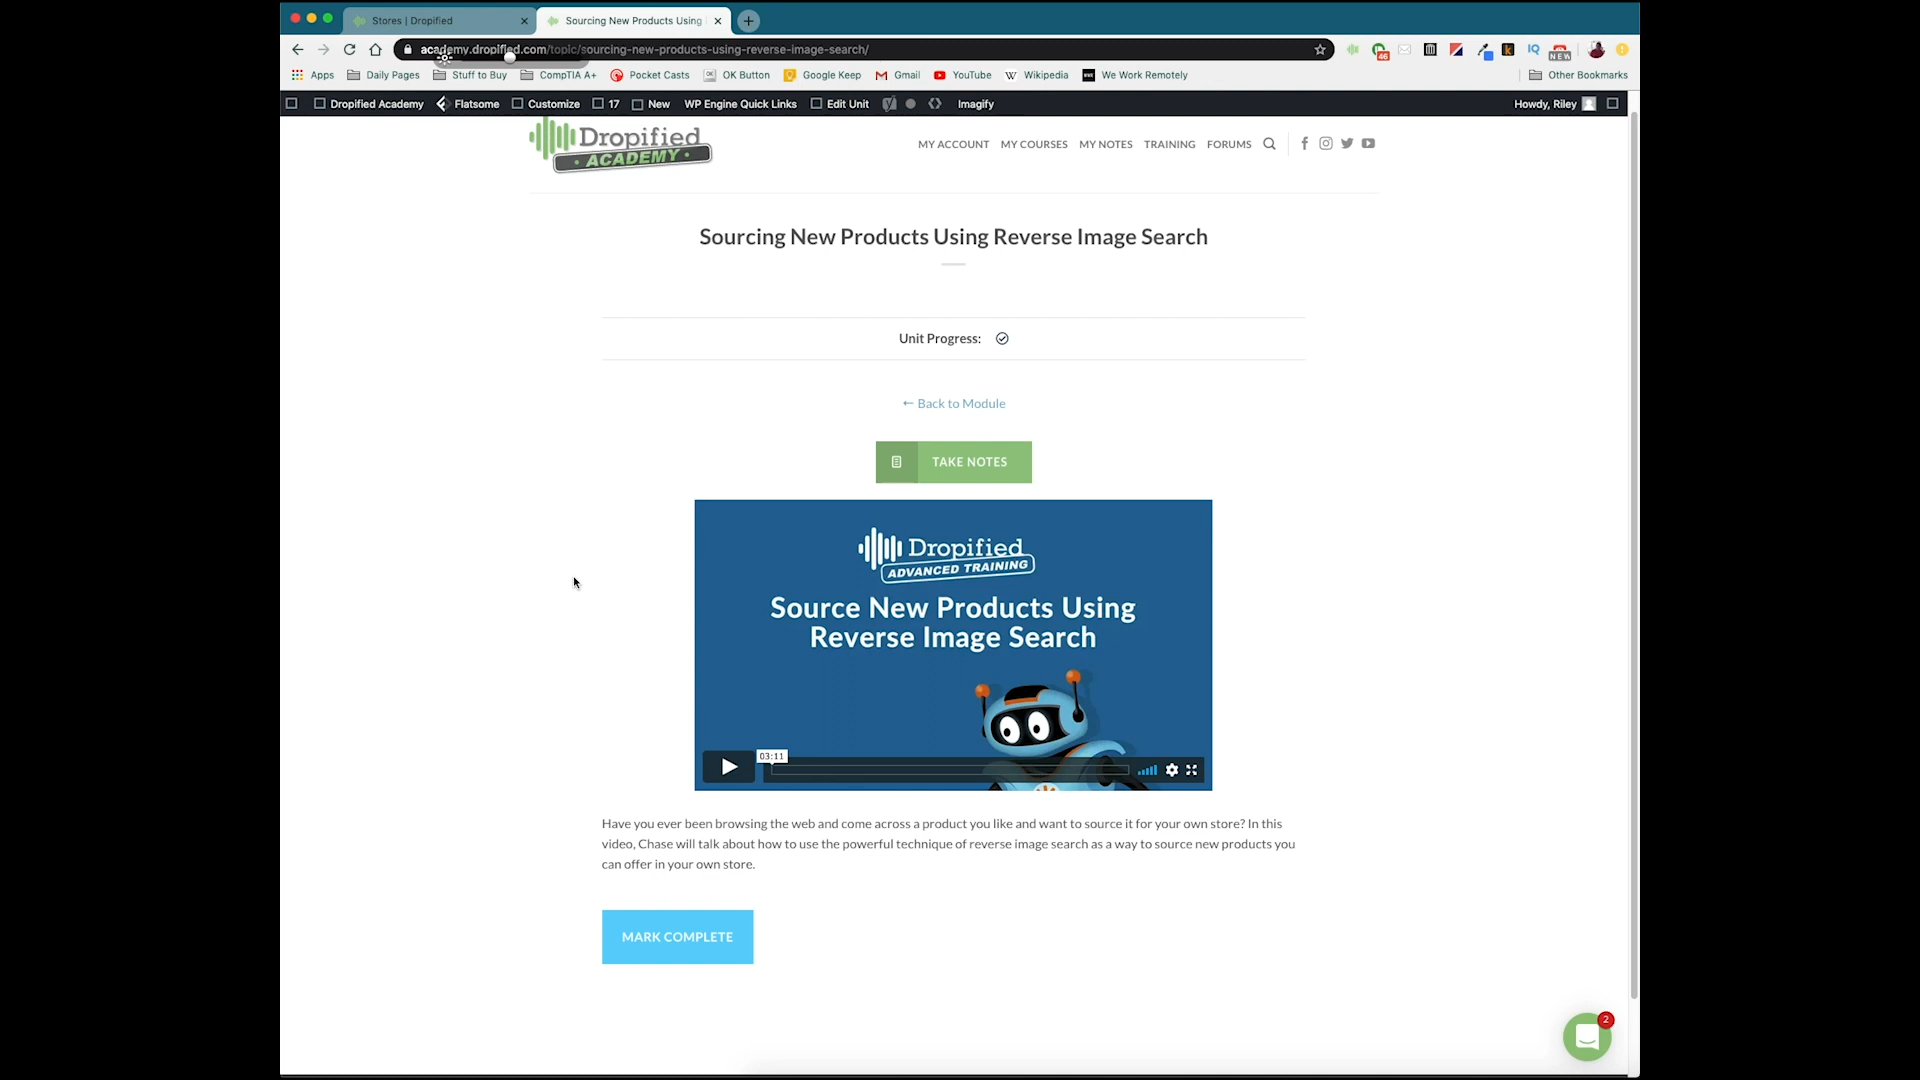 Stores | Dropified
Sourcing New Products Using
academy.dropified.com/topic/sourcing-new-products-using-reverse-image-search/
46
IQ
NEW
Apps
Daily Pages
Stuff to Buy
CompTIA A+
Pocket Casts
OK Button
Google Keep
Gmail
YouTube
Wikipedia
We Work Remotely
Other Bookmarks
Dropified Academy
Flatsome
Customize
17
New
WP Engine Quick Links
Edit Unit
Imagify
Howdy, Riley
Dropified
ACADEMY
MY ACCOUNT
MY COURSES
MY NOTES
TRAINING
FORUMS
Sourcing New Products Using Reverse Image Search
Unit Progress:
← Back to Module
TAKE NOTES
Dropified
ADVANCED TRAINING
Source New Products Using
Reverse Image Search
03:11
Have you ever been browsing the web and come across a product you like and want to source it for your own store? In this
video, Chase will talk about how to use the powerful technique of reverse image search as a way to source new products you
can offer in your own store.
MARK COMPLETE
2